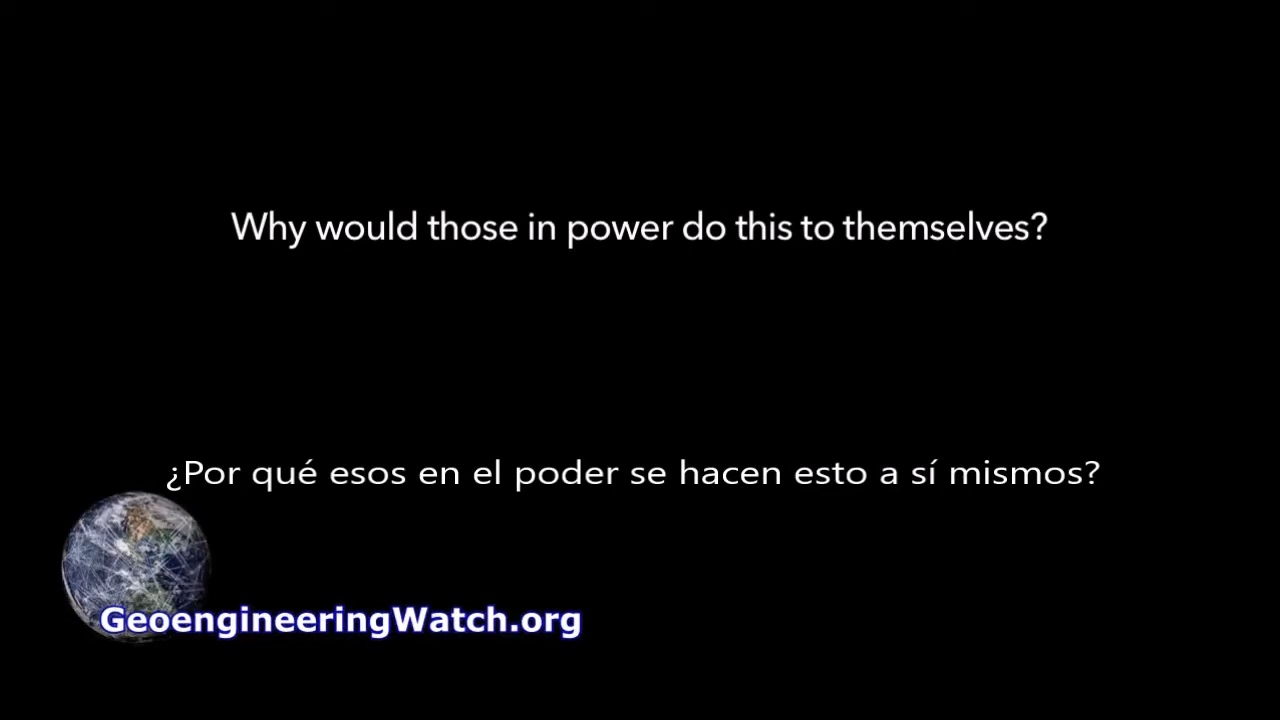 Why would those in power do this to themselves?
¿Por qué esos en el poder se hacen esto a sí mismos?
GeoengineeringWatch.org